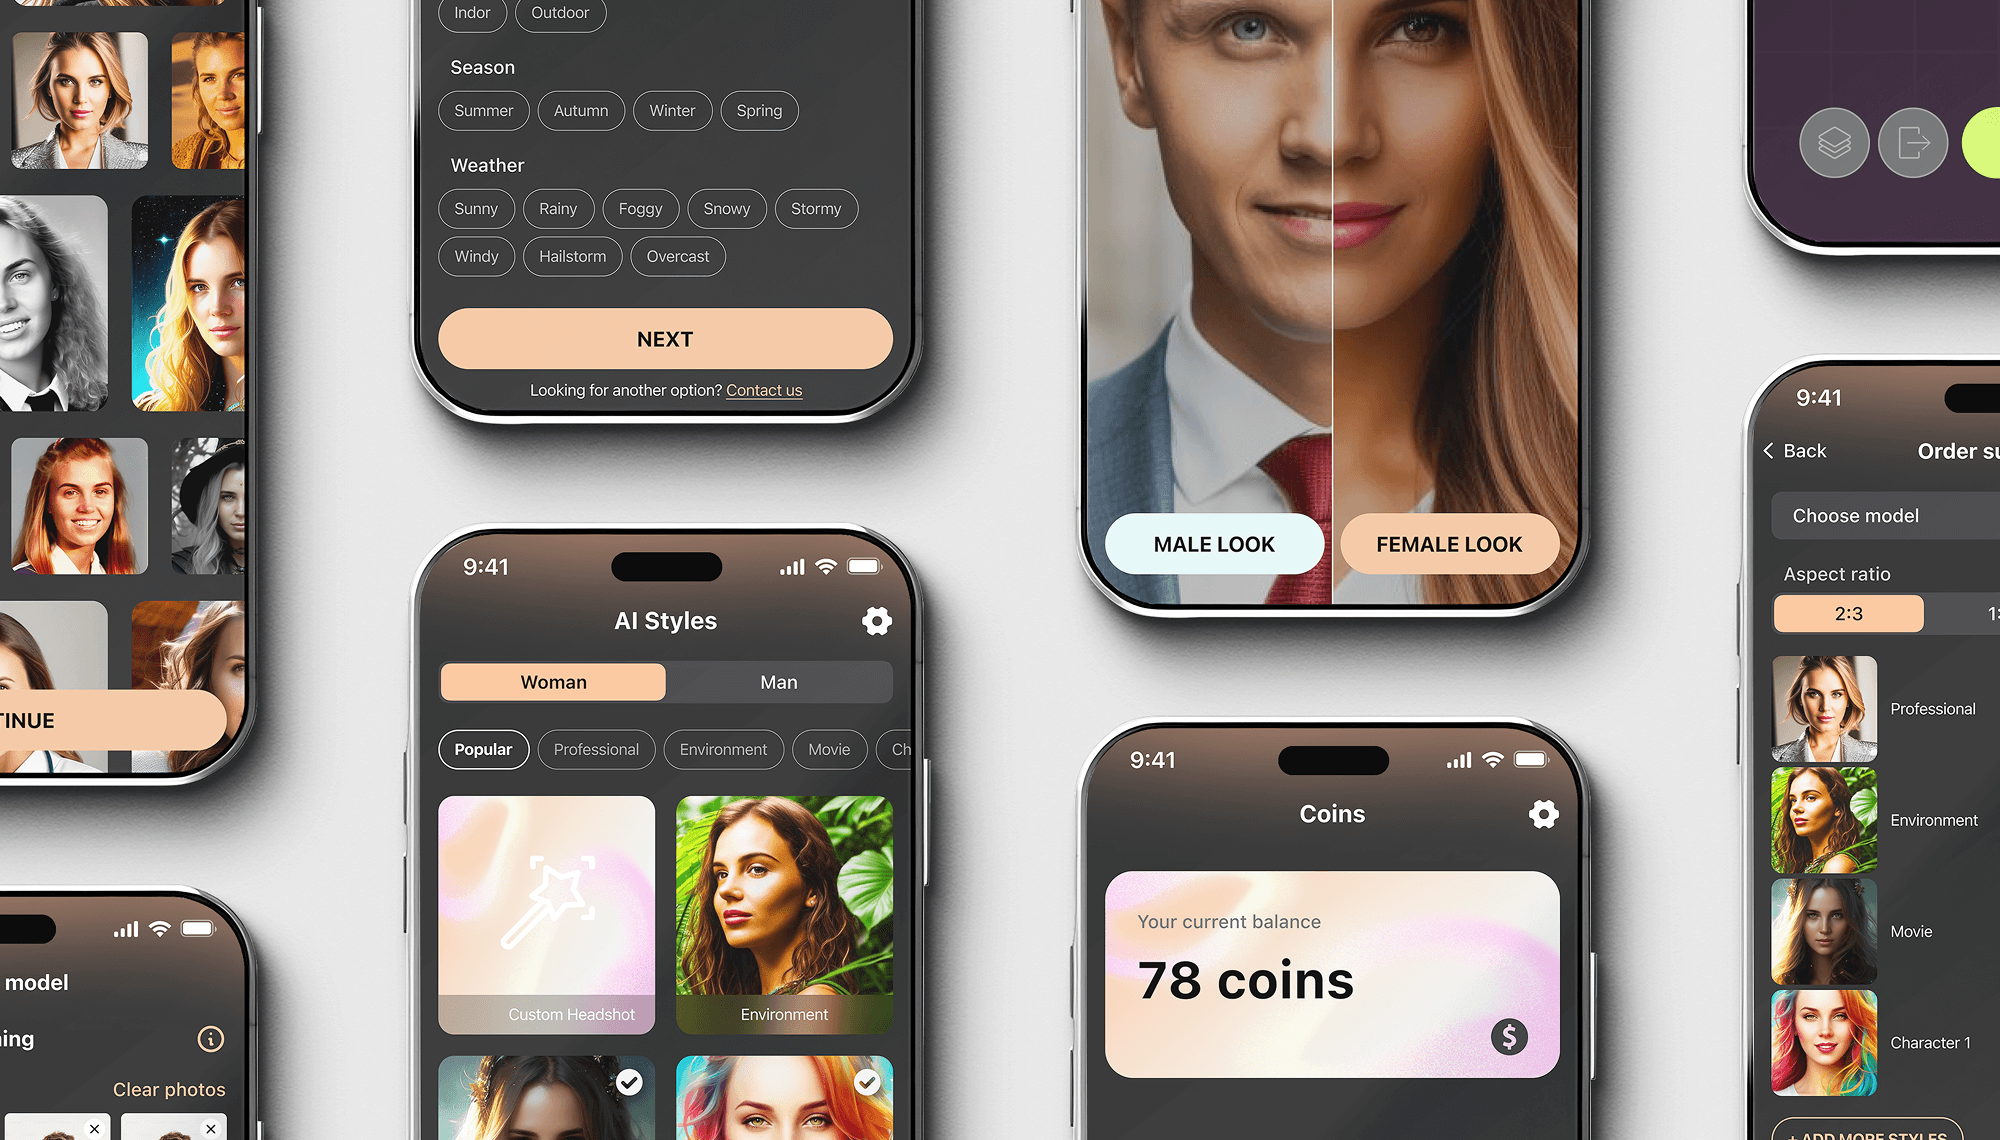 TINUE
model
ing
Clear photos
Indor Outdoor
Season
Summer Autumn Winter Spring
Weather
Sunny Rainy Foggy Snowy Stormy
Windy Hailstorm Overcast
NEXT
Looking for another option? Contact us
9:41
AI Styles
Woman Man
Popular Professional Environment Movie Ch
Custom Headshot Environment
MALE LOOK FEMALE LOOK
9:41
Coins
Your current balance
78 coins
$
9:41
Back Order su
Choose model
Aspect ratio
2:3 1:
Professional
Environment
Movie
Character 1
+ ADD MORE STYLES